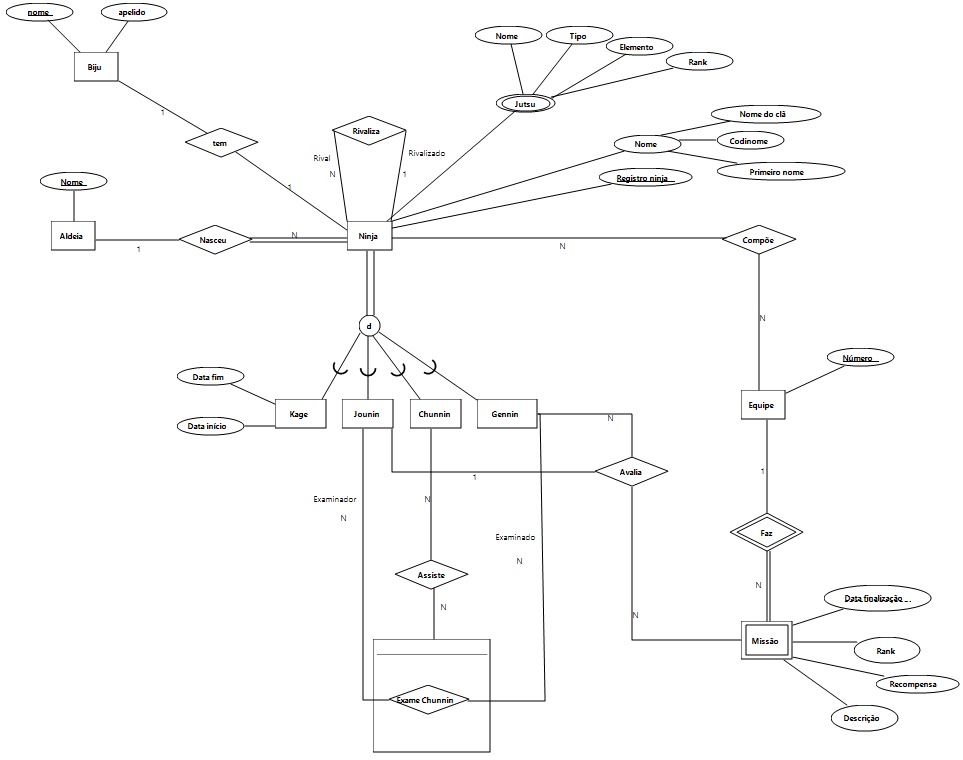 nome
apelido
Nome
Tipo
Elemento
Rank
Biju
Jutsu
1
Nome do clã
Rivaliza
tem
Codinome
Nome
Rival
Rivalizado
Primeiro nome
N
1
Registro ninja
Nome
1
Aldeia
Nasceu
N
Ninja
Compõe
1
N
N
d
Número
Data fim
Kage
Jounin
Chunnin
Gennin
Equipe
Data início
N
1
Avalia
1
Examinador
N
N
Faz
Examinado
N
Assiste
N
N
Data finalização
N
Missão
Rank
Recompensa
Exame Chunnin
Descrição